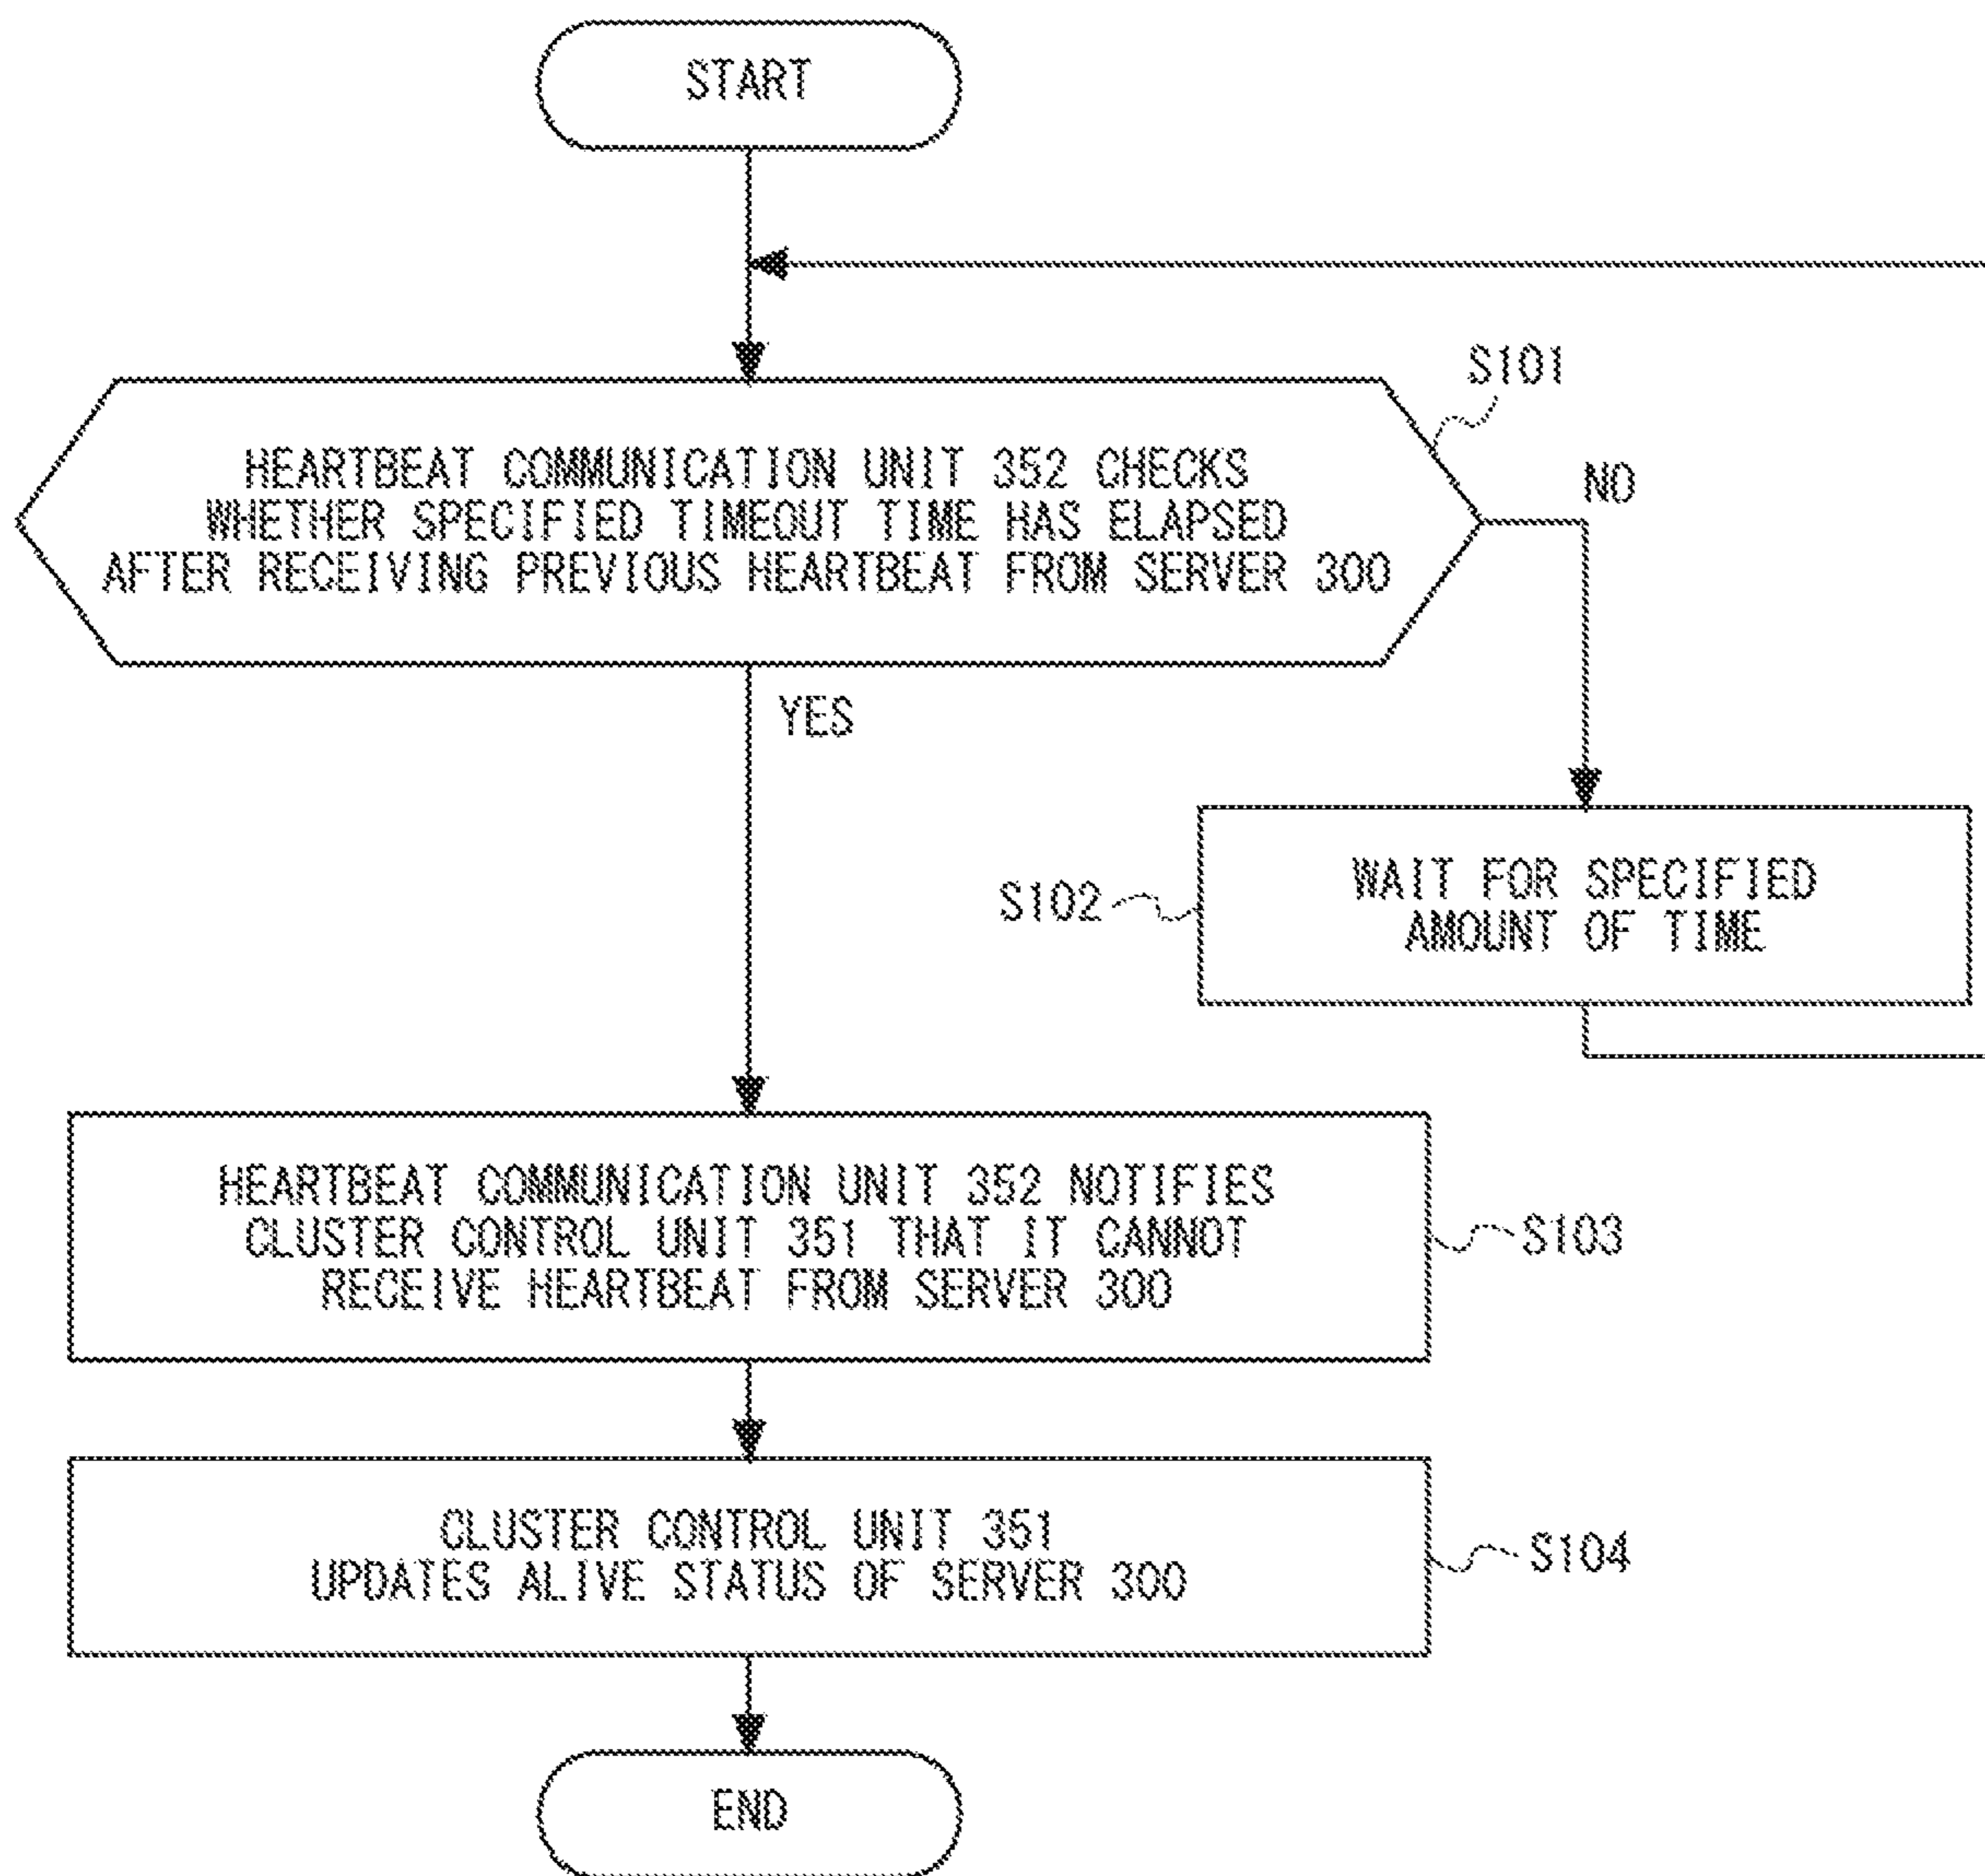 START
S101
HEARTBEAT COMMUNICATION UNIT 352 CHECKS
WHETHER SPECIFIED TIMEOUT TIME HAS ELAPSED
AFTER RECEIVING PREVIOUS HEARTBEAT FROM SERVER 300
NO
YES
S102
WAIT FOR SPECIFIED
AMOUNT OF TIME
HEARTBEAT COMMUNICATION UNIT 352 NOTIFIES
CLUSTER CONTROL UNIT 351 THAT IT CANNOT
RECEIVE HEARTBEAT FROM SERVER 300
S103
CLUSTER CONTROL UNIT 351
UPDATES ALIVE STATUS OF SERVER 300
S104
END